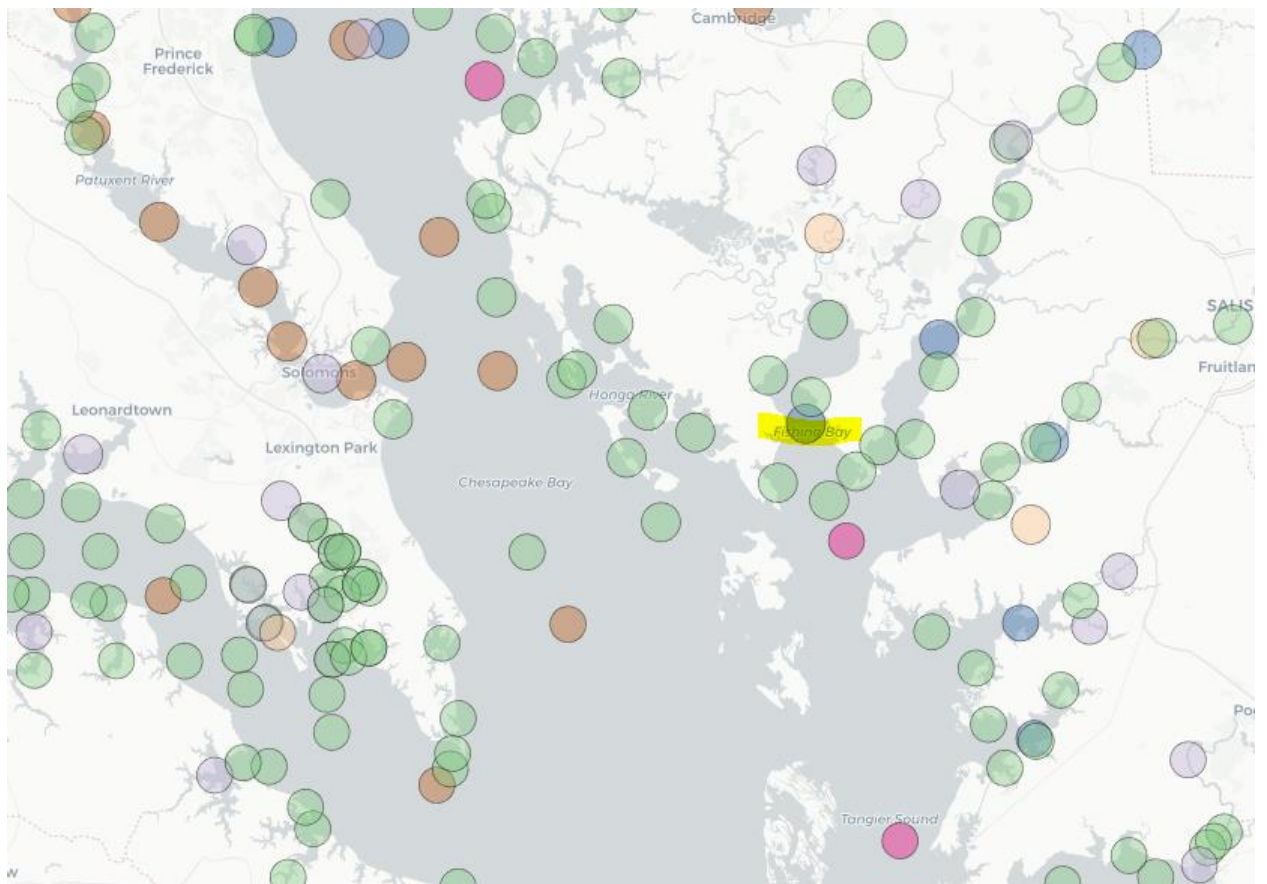 Cambridge
Prince
Frederick
Patuxent River
SALIS
Solomons
Fruitlan
Honga River
Leonardtown
Fishing Bay
Lexington Park
Chesapeake Bay
Po
Tangier Sound
w